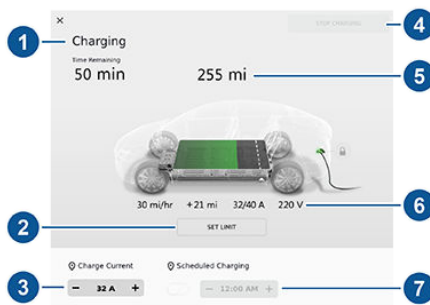 ×
STOP CHARGING
4
1
Charging
Time Remaining
50 min
255 mi
5
30 mi/hr +21 mi 32/40 A 220 V
6
2
SET LIMIT
Charge Current
Scheduled Charging
3
− 32 A +
− 12:00 AM +
7